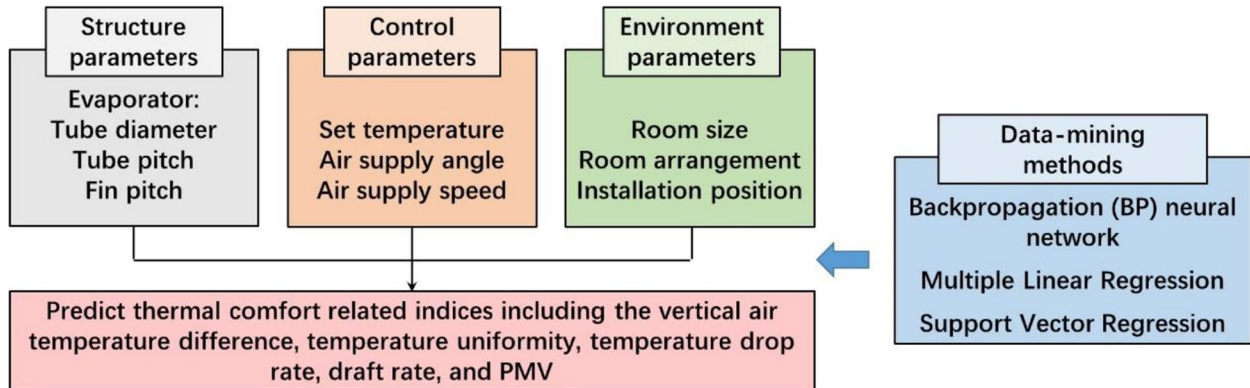 Structure
parameters
Evaporator:
Tube diameter
Tube pitch
Fin pitch
Control
parameters
Set temperature
Air supply angle
Air supply speed
Environment
parameters
Room size
Room arrangement
Installation position
Data-mining
methods
Backpropagation (BP) neural
network
Multiple Linear Regression
Support Vector Regression
Predict thermal comfort related indices including the vertical air
temperature difference, temperature uniformity, temperature drop
rate, draft rate, and PMV